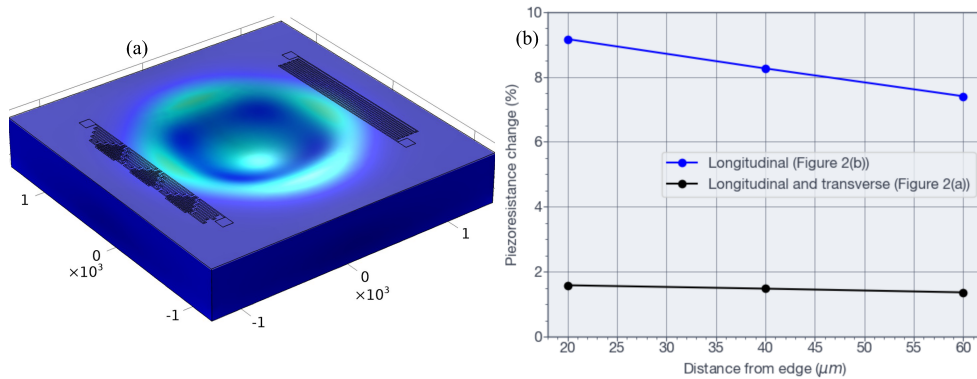 (a)
1
0
×10³
-1
-1
0
×10³
1
(b)
Piezoresistance change (%)
10
8
6
4
2
0
Longitudinal (Figure 2(b))
Longitudinal and transverse (Figure 2(a))
20 25 30 35 40 45 50 55 60
Distance from edge (μm)